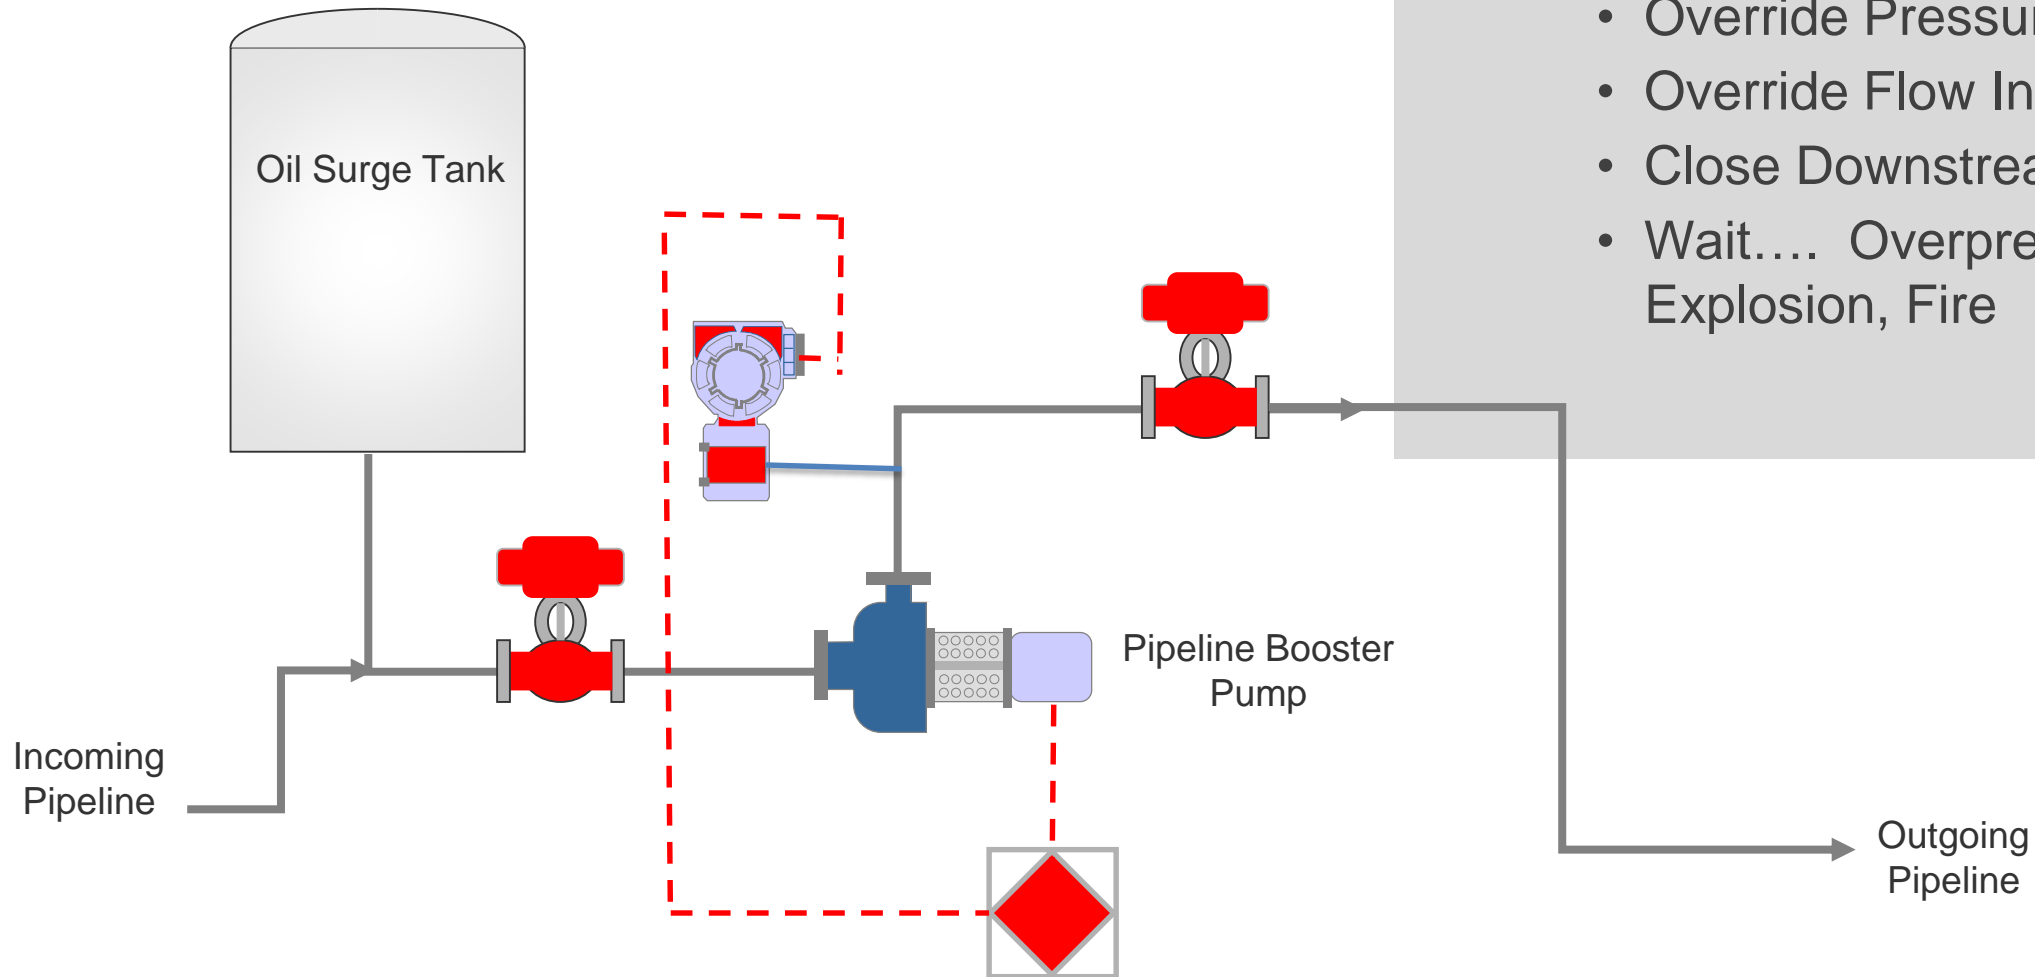 • Override Pressu
• Override Flow In
• Close Downstrea
• Wait…. Overpre
Explosion, Fire
Oil Surge Tank
Pipeline Booster
Pump
Incoming
Pipeline
Outgoing
Pipeline